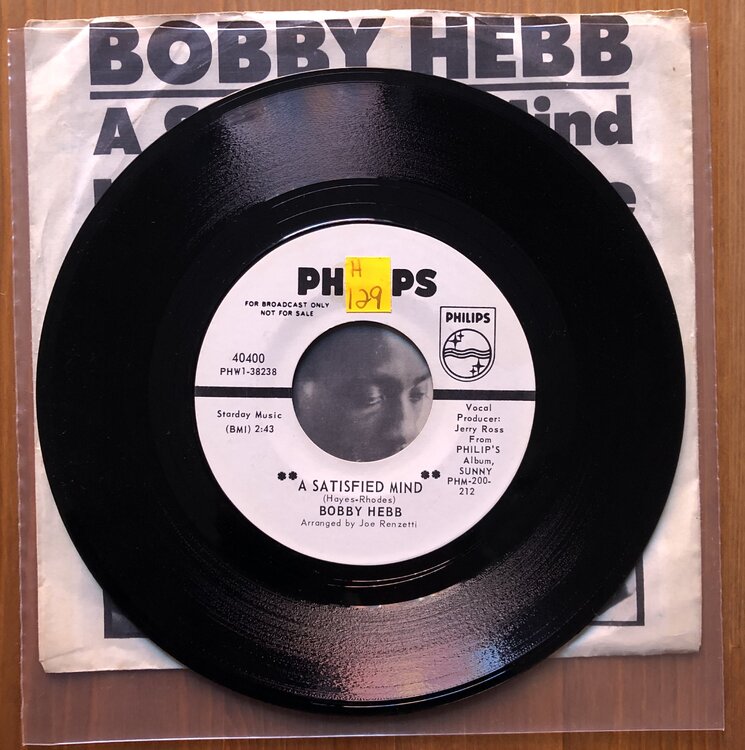 BOBBY HEBB
A S Mind
PH PS
H
129
FOR BROADCAST ONLY
NOT FOR SALE
PHILIPS
40400
PHW1-38238
Starday Music
(BMI) 2:43
Vocal
Producer:
Jerry Ross
From
PHILIP'S
Album,
SUNNY
PHM-200-
212
** A SATISFIED MIND **
(Hayes-Rhodes)
BOBBY HEBB
Arranged by Joe Renzetti